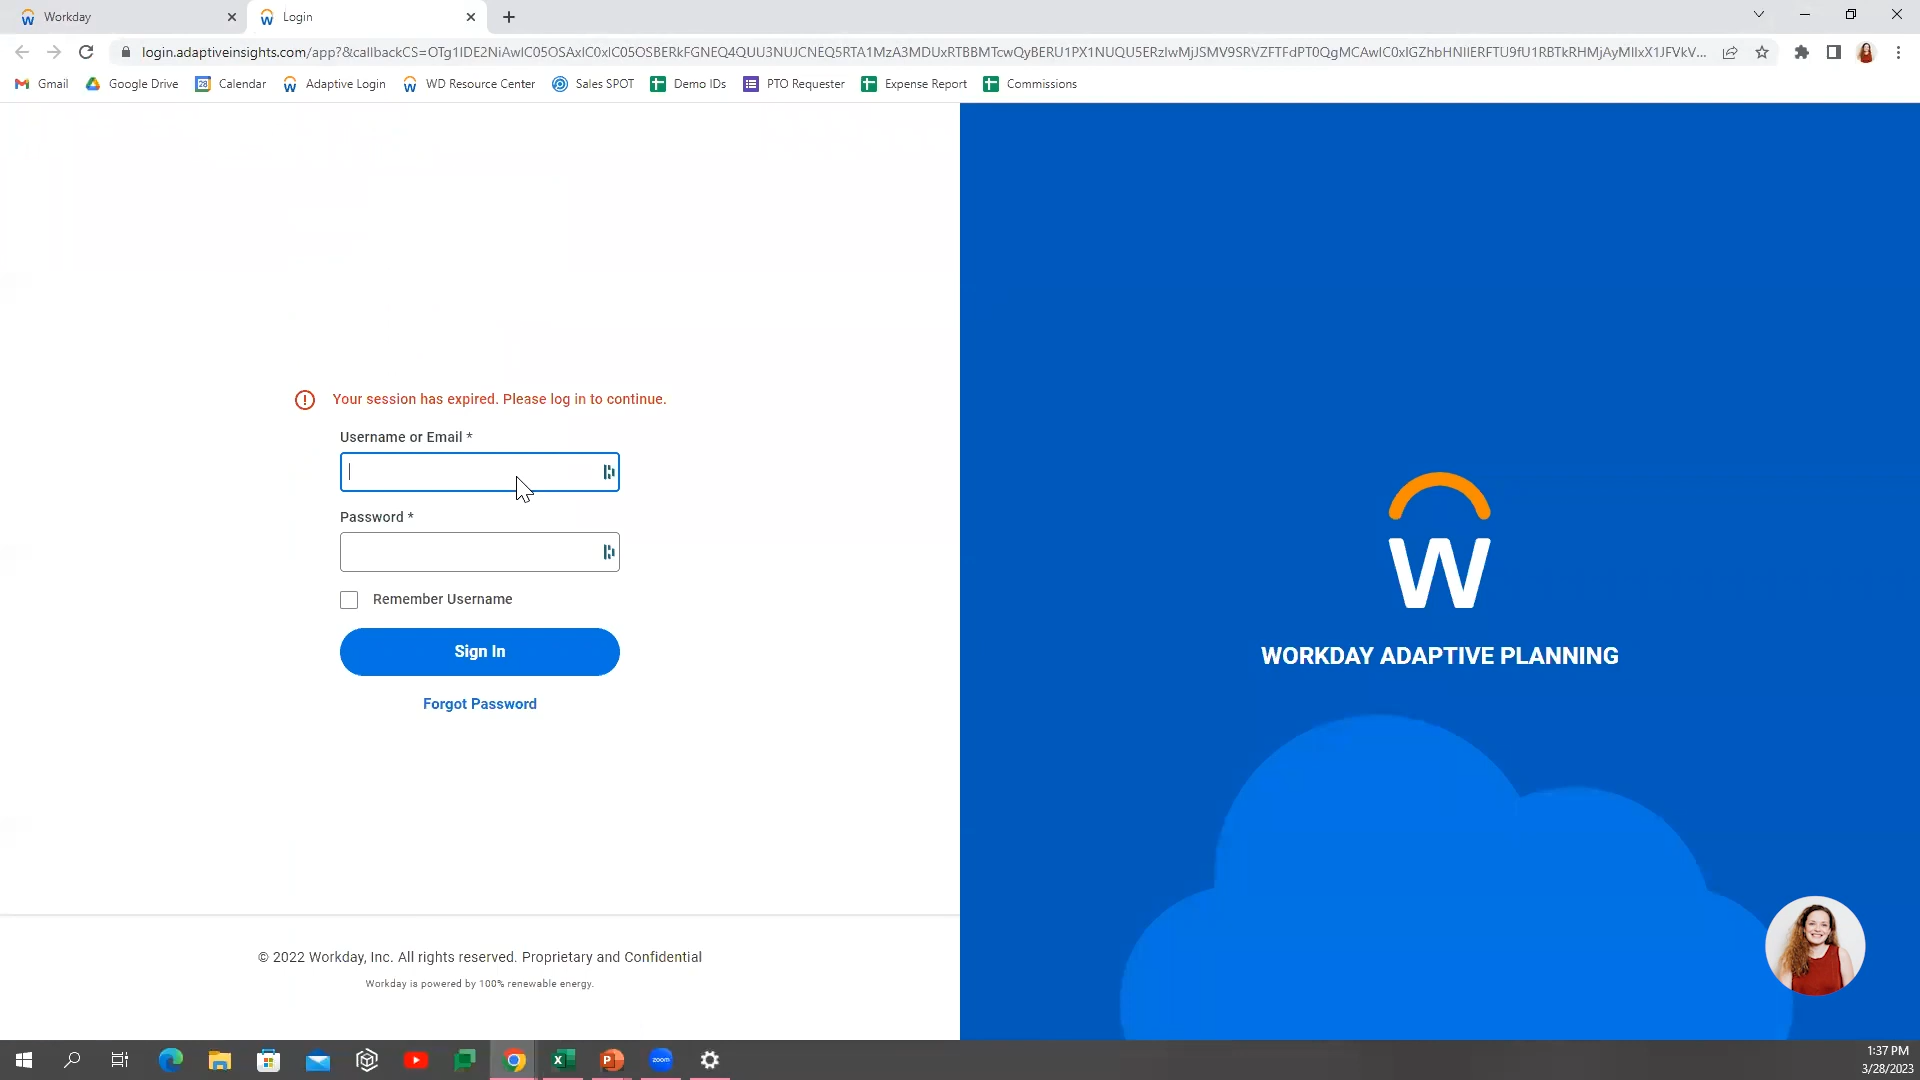 Workday
Login
login.adaptiveinsights.com/app?&callbackCS=
Gmail
Google Drive
Calendar
Adaptive Login
WD Resource Center
Sales SPOT
Demo IDs
PTO Requester
Expense Report
Commissions
Your session has expired. Please log in to continue.
Username or Email *
Password *
Remember Username
Sign In
Forgot Password
W
WORKDAY ADAPTIVE PLANNING
© 2022 Workday, Inc. All rights reserved. Proprietary and Confidential
Workday is powered by 100% renewable energy.
zoom
1:37 PM
3/28/2023